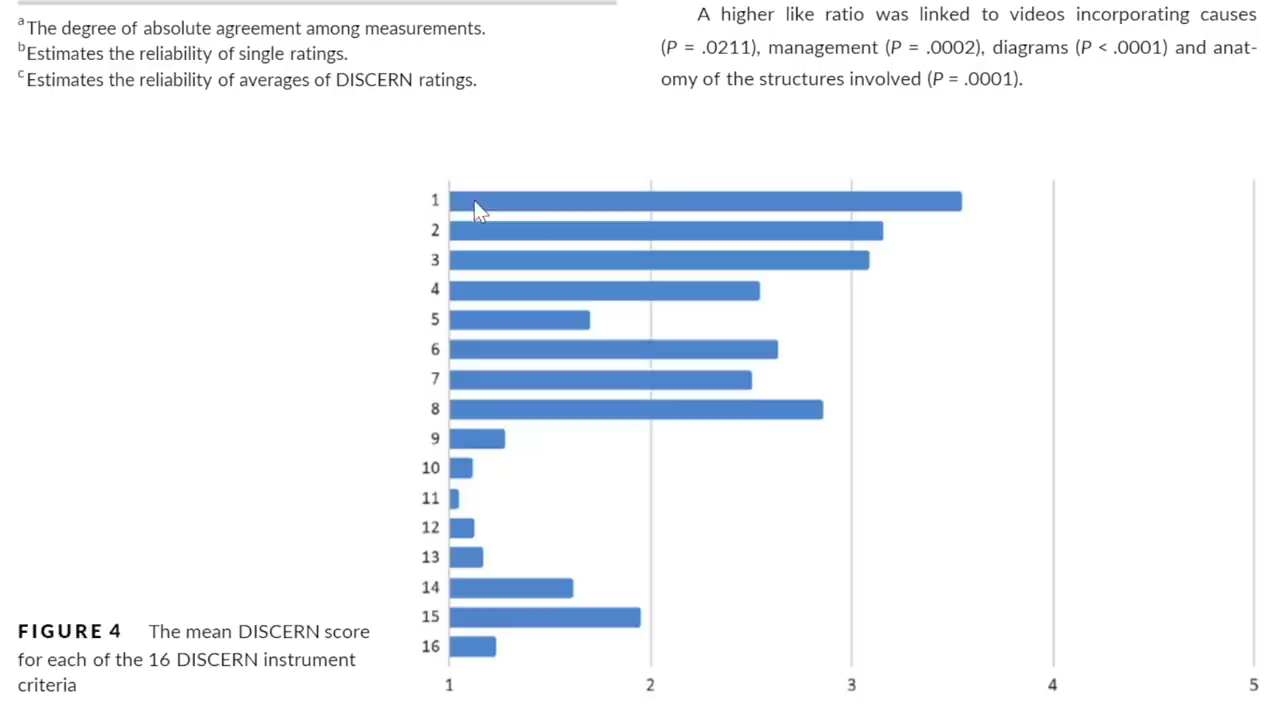 a The degree of absolute agreement among measurements.
b Estimates the reliability of single ratings.
c Estimates the reliability of averages of DISCERN ratings.
A higher like ratio was linked to videos incorporating causes
(P = .0211), management (P = .0002), diagrams (P < .0001) and anat-
omy of the structures involved (P = .0001).
1
2
3
4
5
6
7
8
9
10
11
12
13
14
15
16
1 2 3 4 5
FIGURE 4 The mean DISCERN score
for each of the 16 DISCERN instrument
criteria